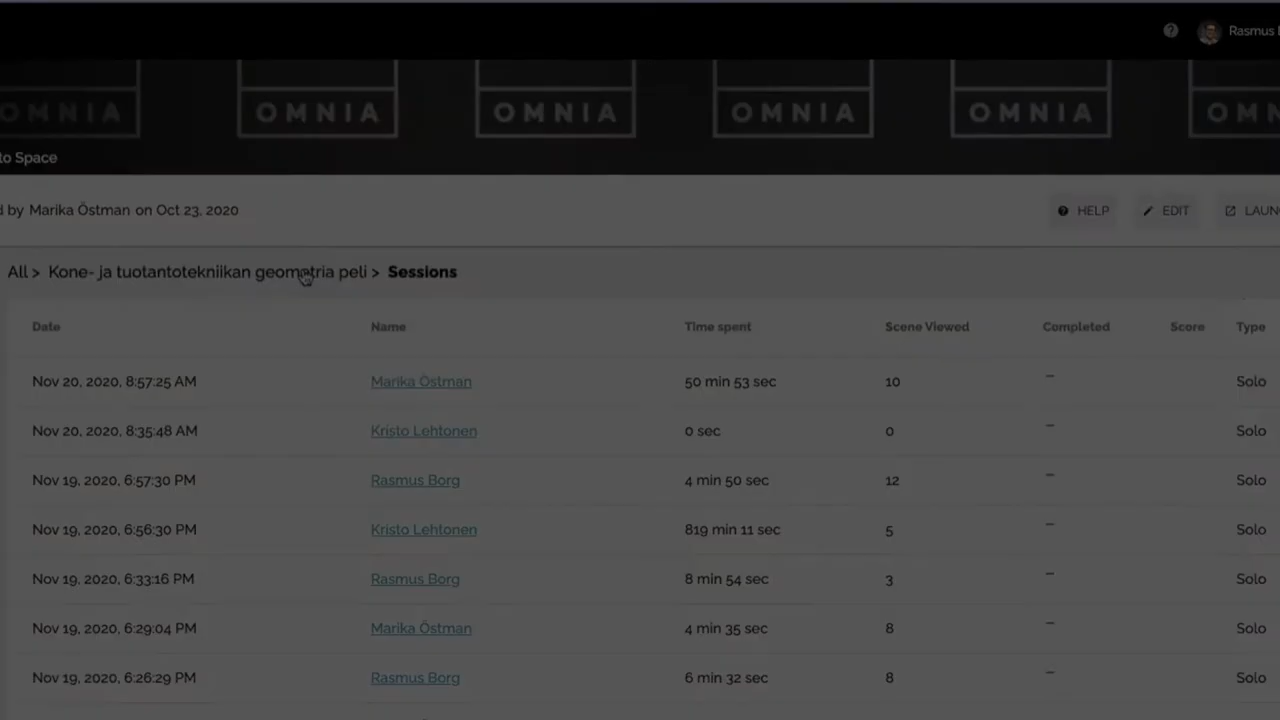 Rasmus
OMNIA OMNIA OMNIA OMNIA OMNIA
to Space
by Marika Östman on Oct 23, 2020 HELP EDIT
All > Kone- ja tuotantotekniikan geometria peli > Sessions
Date Name Time spent Scene Viewed Completed Score Type
Nov 20, 2020, 8:57:25 AM Marika Östman 50 min 53 sec 10 – Solo
Nov 20, 2020, 8:35:48 AM Kristo Lehtonen 0 sec 0 – Solo
Nov 19, 2020, 6:57:30 PM Rasmus Borg 4 min 50 sec 12 – Solo
Nov 19, 2020, 6:56:30 PM Kristo Lehtonen 819 min 11 sec 5 – Solo
Nov 19, 2020, 6:33:16 PM Rasmus Borg 8 min 54 sec 3 – Solo
Nov 19, 2020, 6:29:04 PM Marika Östman 4 min 35 sec 8 – Solo
Nov 19, 2020, 6:26:29 PM Rasmus Borg 6 min 32 sec 8 – Solo